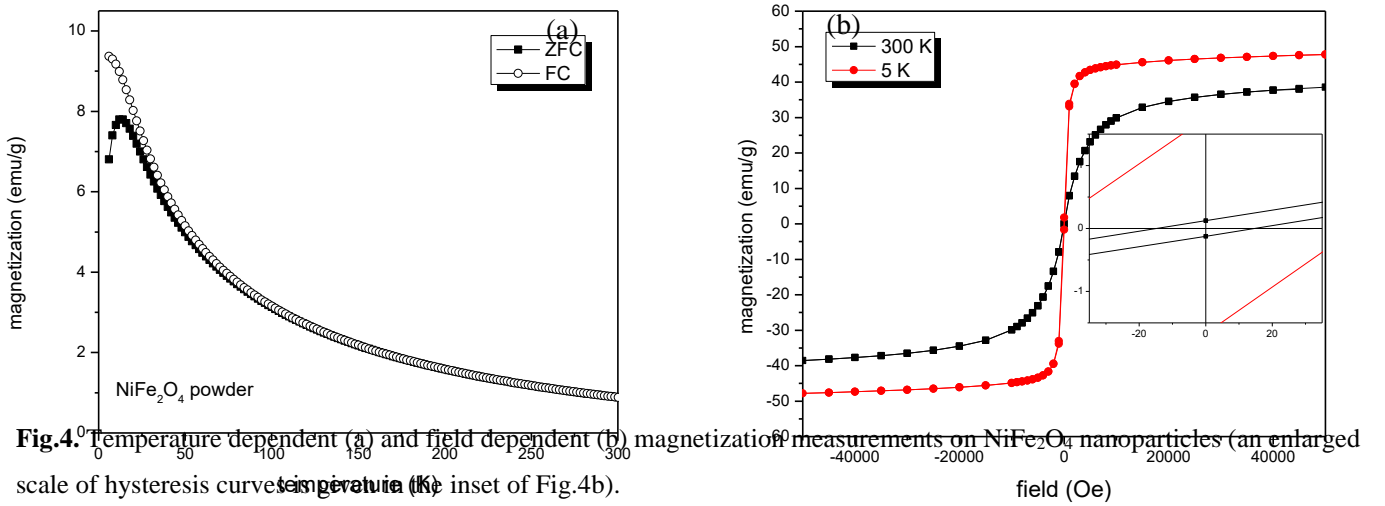 (a)
ZFC
FC
magnetization (emu/g)
10
8
6
4
2
0
NiFe2O4 powder
0 50 100 150 200 250 300
temperature (K)
(b)
300 K
5 K
magnetization (emu/g)
60
50
40
30
20
10
0
-10
-20
-30
-40
-50
-60
-40000 -20000 0 20000 40000
field (Oe)
0
-1
-20 0 20
Fig.4. Temperature dependent (a) and field dependent (b) magnetization measurements on NiFe2O4 nanoparticles (an enlarged
scale of hysteresis curves is given in the inset of Fig.4b).